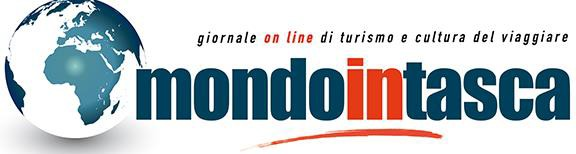 giornale on line di turismo e cultura del viaggiare
mondointasca